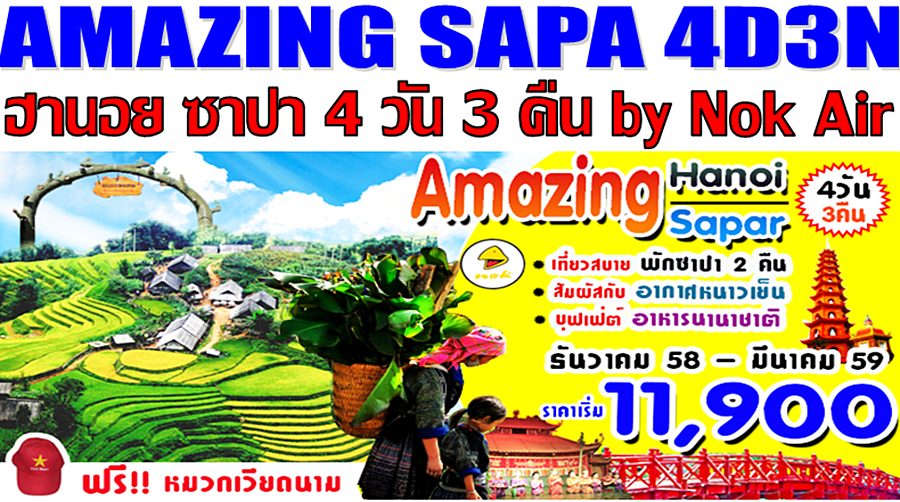 AMAZING SAPA 4D3N
ฮานอย ซาปา 4 วัน 3 คืน by Nok Air
Amazing Hanoi
Sapar
4วัน
3คืน
nok
• เที่ยวสบาย พักซาปา 2 คืน
• สัมผัสกับ อากาศหนาวเย็น
• บุฟเฟ่ต์ อาหารนานาชาติ
ธันวาคม 58 – มีนาคม 59
ราคาเริ่ม 11,900
ฟรี!! หมวกเวียดนาม